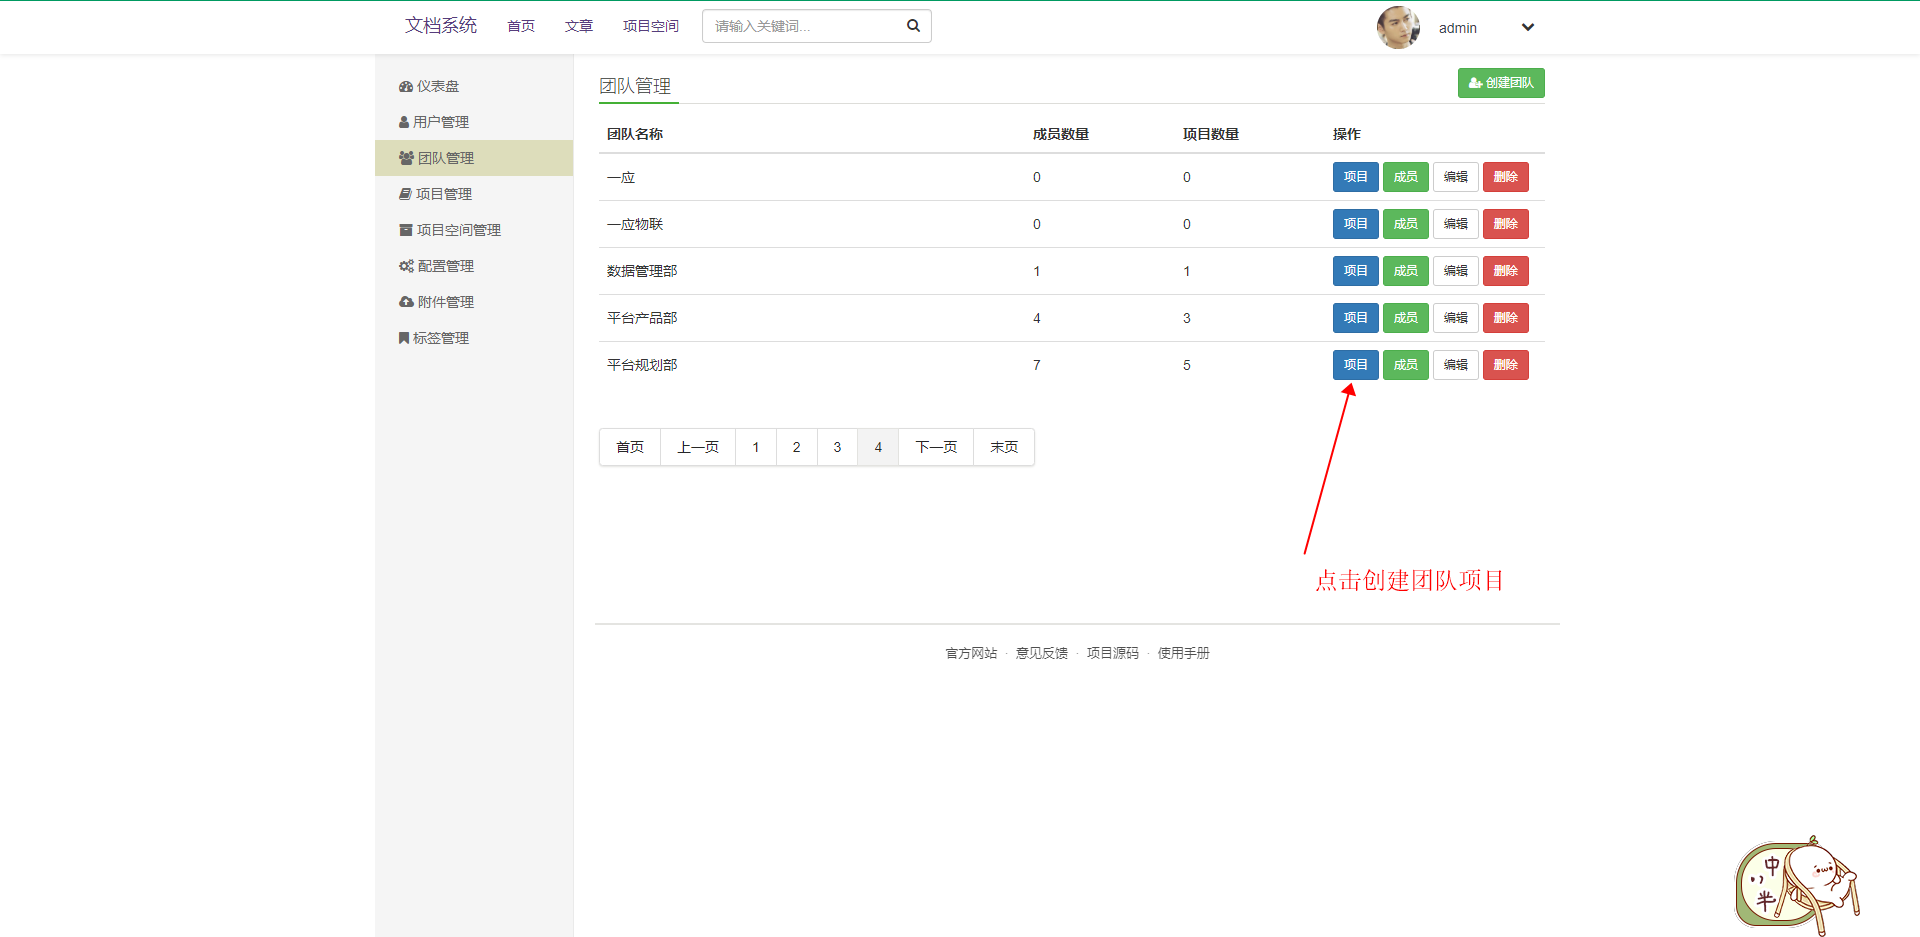 文档系统 首页 文章 项目空间 请输入关键词... admin
仪表盘
用户管理
团队管理
项目管理
项目空间管理
配置管理
附件管理
标签管理
团队管理 创建团队
团队名称 成员数量 项目数量 操作
一应 0 0 项目 成员 编辑 删除
一应物联 0 0 项目 成员 编辑 删除
数据管理部 1 1 项目 成员 编辑 删除
平台产品部 4 3 项目 成员 编辑 删除
平台规划部 7 5 项目 成员 编辑 删除
首页 上一页 1 2 3 4 下一页 末页
点击创建团队项目
官方网站 · 意见反馈 · 项目源码 · 使用手册
中
半